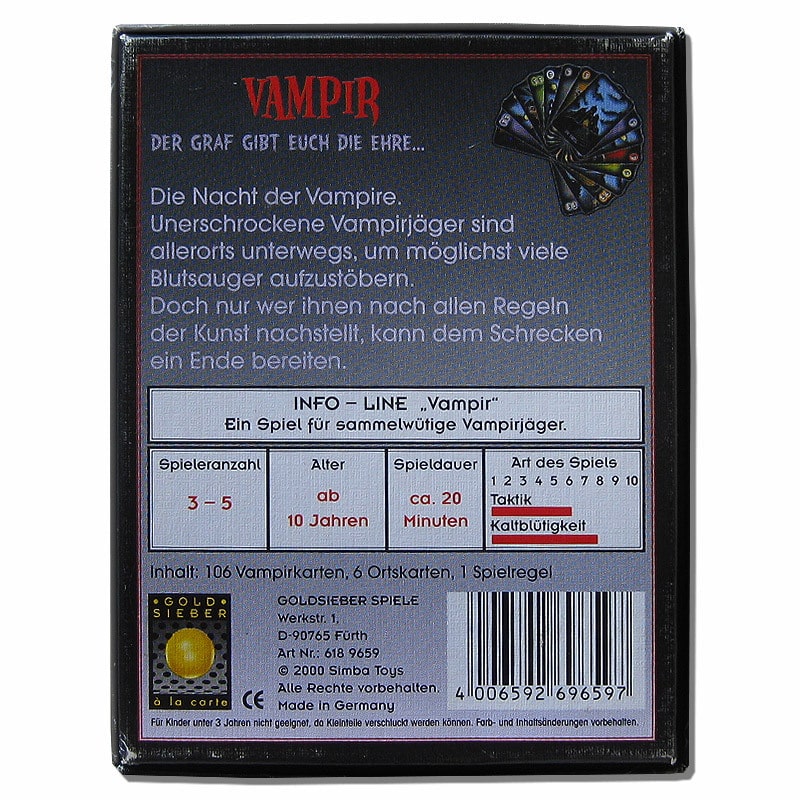 VAMPIR
DER GRAF GIBT EUCH DIE EHRE...
Die Nacht der Vampire.
Unerschrockene Vampirjäger sind
allerorts unterwegs, um möglichst viele
Blutsauger aufzustöbern.
Doch nur wer ihnen nach allen Regeln
der Kunst nachstellt, kann dem Schrecken
ein Ende bereiten.
INFO – LINE „Vampir“
Ein Spiel für sammelwütige Vampirjäger.
Spieleranzahl
3 – 5
Alter
ab
10 Jahren
Spieldauer
ca. 20
Minuten
Art des Spiels
1 2 3 4 5 6 7 8 9 10
Taktik
Kaltblütigkeit
Inhalt: 106 Vampirkarten, 6 Ortskarten, 1 Spielregel
GOLD
SIEBER
à la carte
CE
GOLDSIEBER SPIELE
Werkstr. 1,
D-90765 Fürth
Art Nr.: 618 9659
© 2000 Simba Toys
Alle Rechte vorbehalten.
Made in Germany
4 006592 696597
Für Kinder unter 3 Jahren nicht geeignet, da Kleinteile verschluckt werden können. Farb- und Inhaltsänderungen vorbehalten.